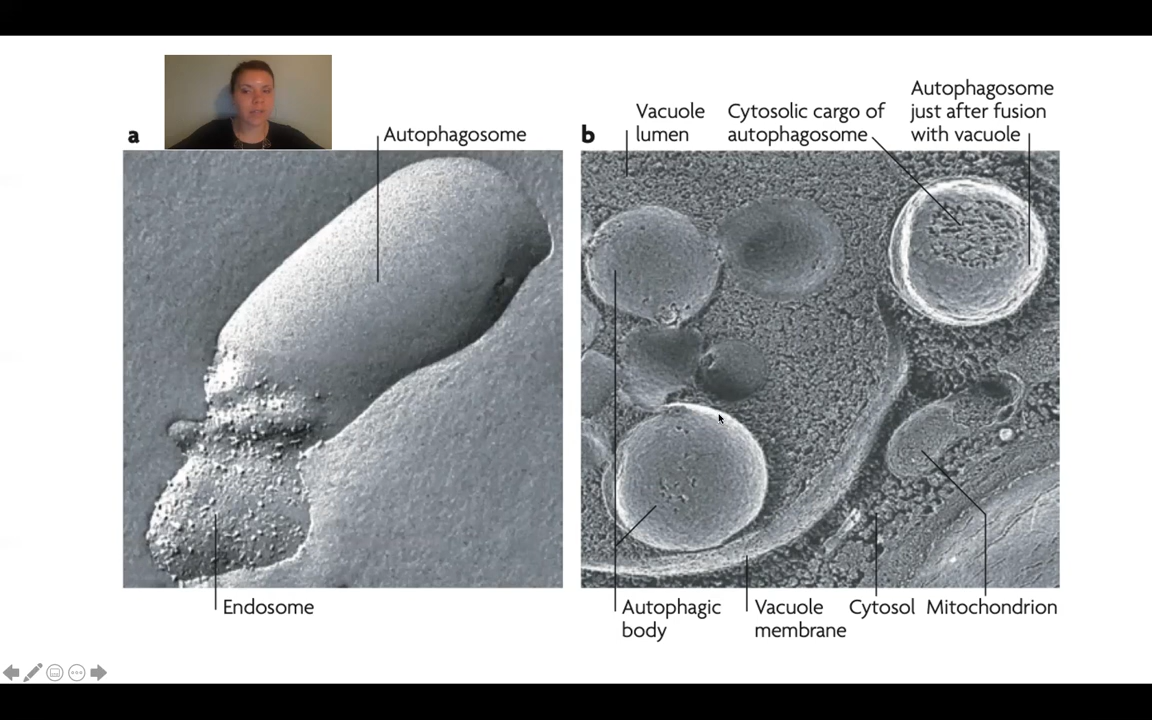 a
Autophagosome
Endosome
b
Vacuole
lumen
Cytosolic cargo of
autophagosome
Autophagosome
just after fusion
with vacuole
Autophagic
body
Vacuole
membrane
Cytosol
Mitochondrion